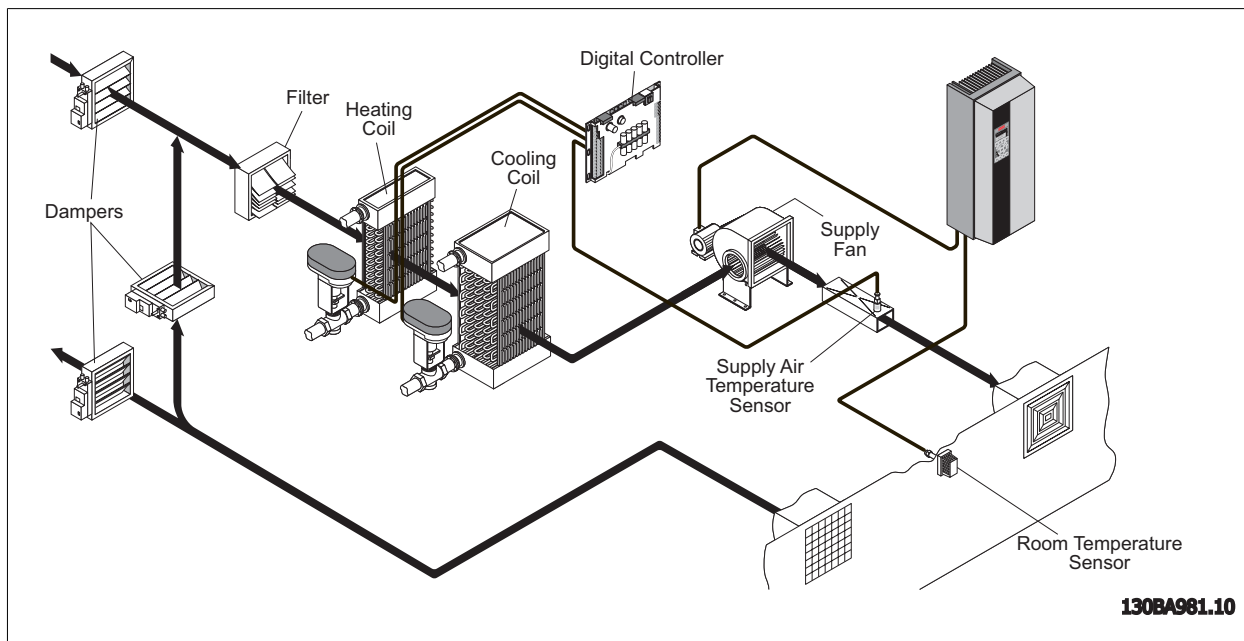 Digital Controller
Filter
Heating
Coil
Cooling
Coil
Dampers
Supply
Fan
Supply Air
Temperature
Sensor
Room Temperature
Sensor
130BA981.10